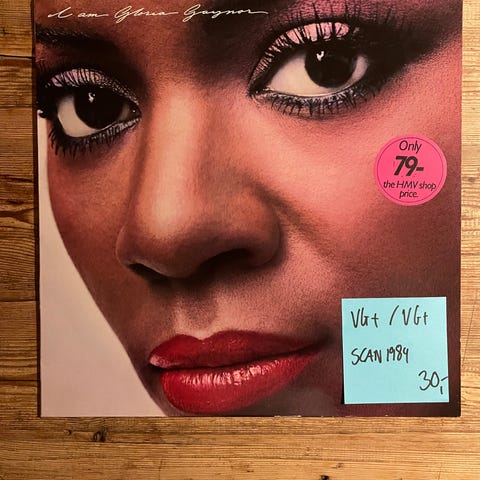 I am Gloria Gaynor
Only
79-
the HMV shop
price.
VG+ / VG+
SCAN 1984
30,-